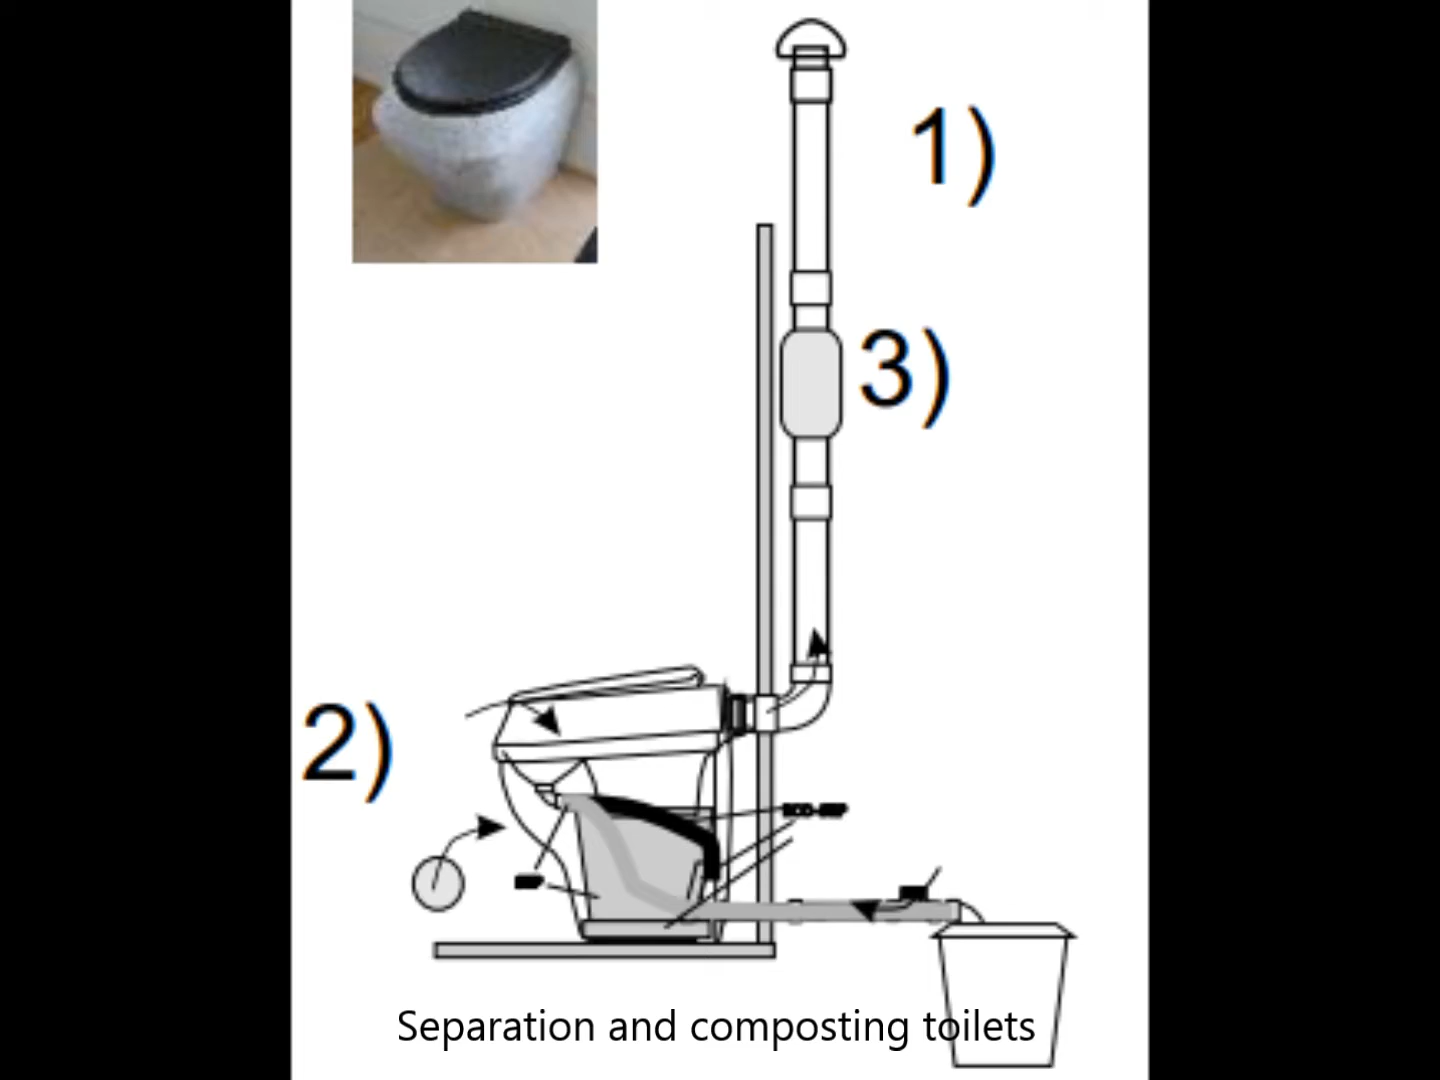 1)
3)
2)
Separation and composting toilets